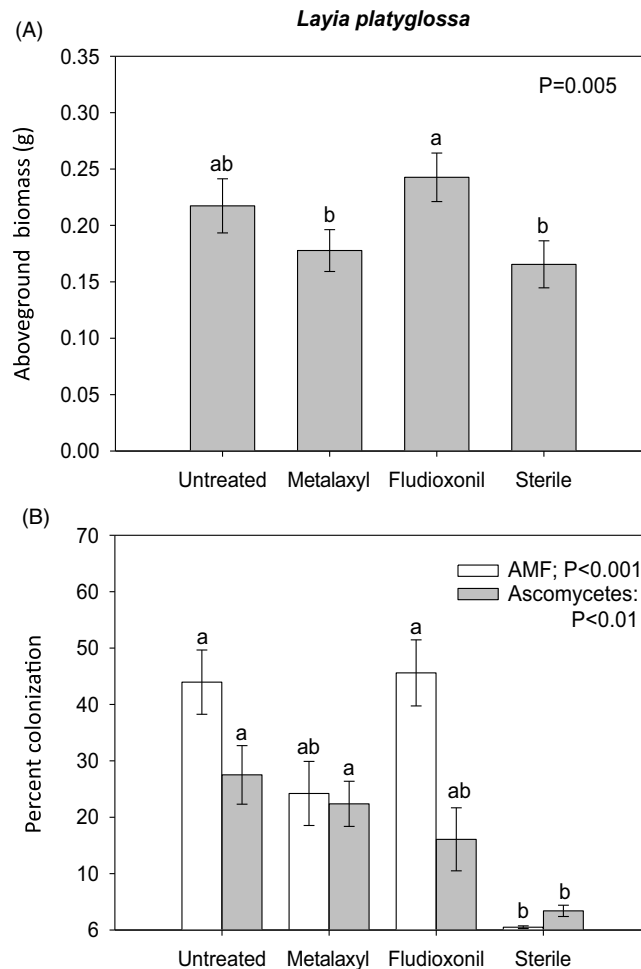 Layia platyglossa
(A)
P=0.005
Aboveground biomass (g)
0.35
0.30
0.25
0.20
0.15
0.10
0.05
0.00
ab
b
a
b
Untreated Metalaxyl Fludioxonil Sterile
(B)
AMF; P<0.001
Ascomycetes:
P<0.01
Percent colonization
70
60
50
40
30
20
10
6
a
a
ab
a
a
ab
b
b
Untreated Metalaxyl Fludioxonil Sterile